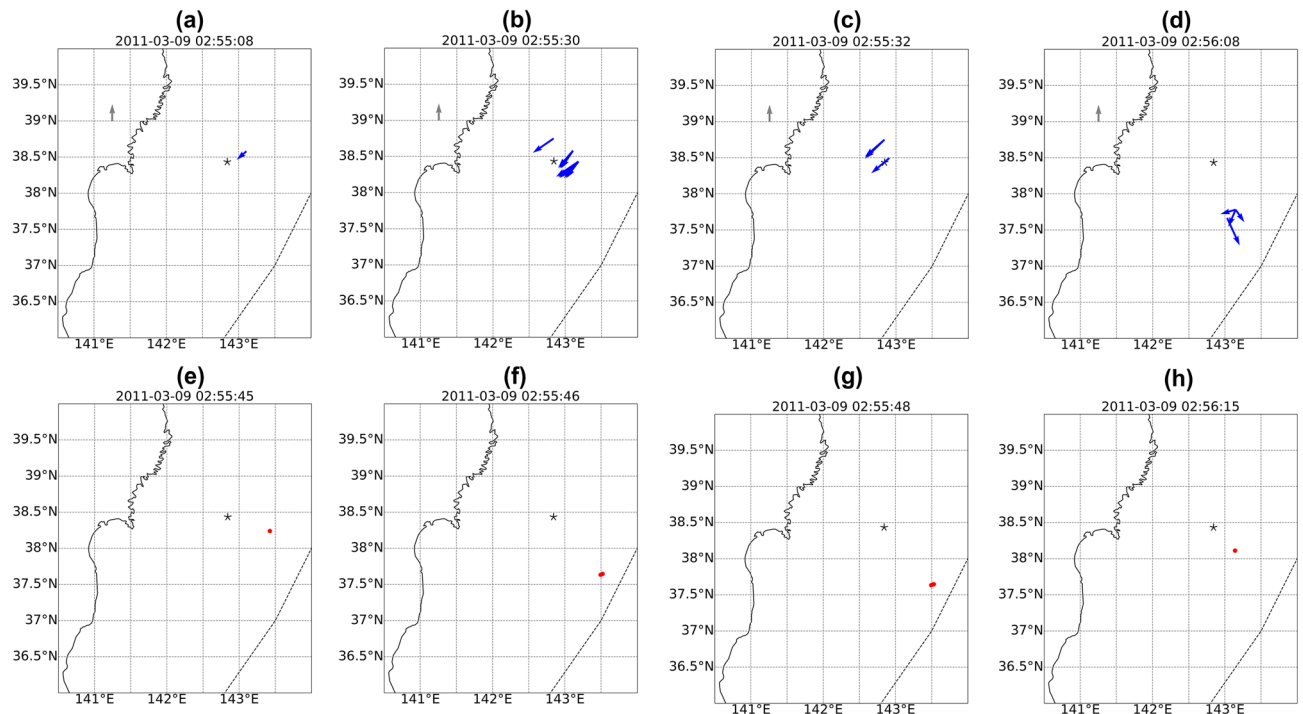 (a)
2011-03-09 02:55:08
39.5°N
39°N
38.5°N
38°N
37.5°N
37°N
36.5°N
141°E 142°E 143°E
(b)
2011-03-09 02:55:30
39.5°N
39°N
38.5°N
38°N
37.5°N
37°N
36.5°N
141°E 142°E 143°E
(c)
2011-03-09 02:55:32
39.5°N
39°N
38.5°N
38°N
37.5°N
37°N
36.5°N
141°E 142°E 143°E
(d)
2011-03-09 02:56:08
39.5°N
39°N
38.5°N
38°N
37.5°N
37°N
36.5°N
141°E 142°E 143°E
(e)
2011-03-09 02:55:45
39.5°N
39°N
38.5°N
38°N
37.5°N
37°N
36.5°N
141°E 142°E 143°E
(f)
2011-03-09 02:55:46
39.5°N
39°N
38.5°N
38°N
37.5°N
37°N
36.5°N
141°E 142°E 143°E
(g)
2011-03-09 02:55:48
39.5°N
39°N
38.5°N
38°N
37.5°N
37°N
36.5°N
141°E 142°E 143°E
(h)
2011-03-09 02:56:15
39.5°N
39°N
38.5°N
38°N
37.5°N
37°N
36.5°N
141°E 142°E 143°E